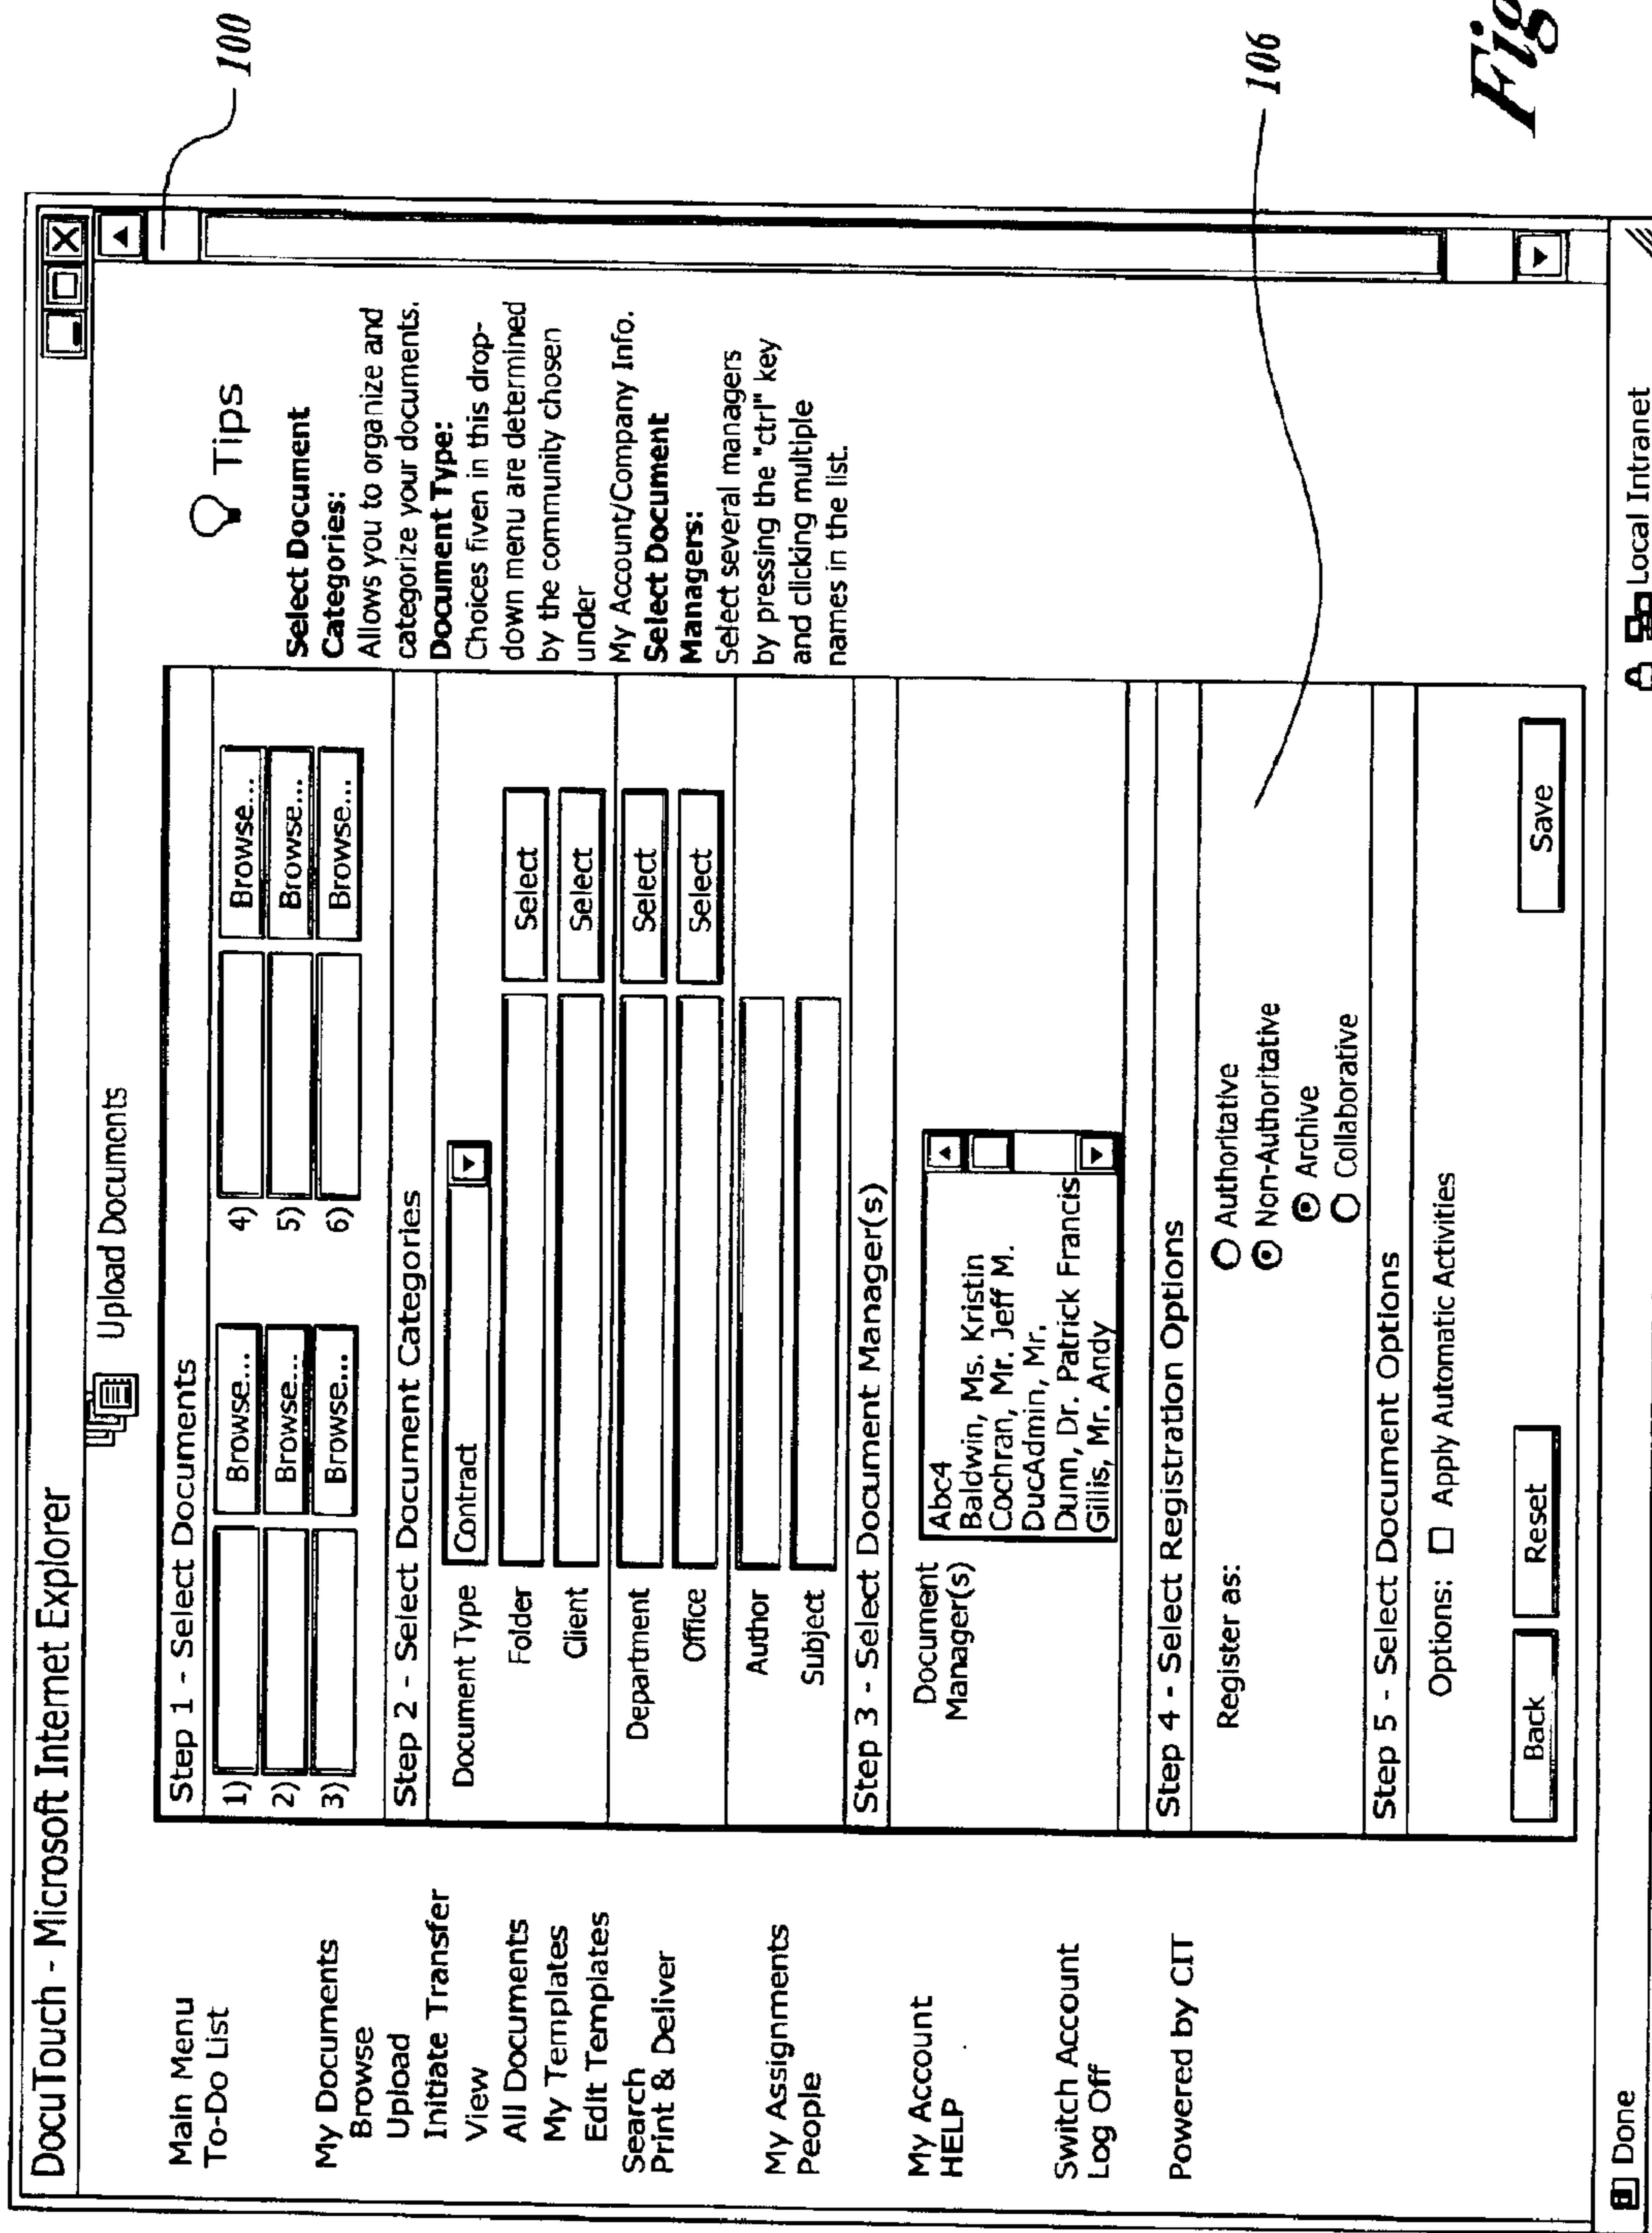 DocuTouch - Microsoft Internet Explorer
Upload Documents
Main Menu
To-Do List
My Documents
Browse
Upload
Initiate Transfer
View
All Documents
My Templates
Edit Templates
Search
Print & Deliver
My Assignments
People
My Account
HELP
Switch Account
Log Off
Powered by CIT
Step 1 - Select Documents
1) Browse... 4) Browse...
2) Browse... 5) Browse...
3) Browse... 6) Browse...
Step 2 - Select Document Categories
Document Type Contract
Folder Select
Client Select
Department Select
Office Select
Author
Subject
Step 3 - Select Document Manager(s)
Document
Manager(s)
Abc4
Baldwin, Ms. Kristin
Cochran, Mr. Jeff M.
DucAdmin, Mr.
Dunn, Dr. Patrick Francis
Gillis, Mr. Andy
Step 4 - Select Registration Options
Register as:
Authoritative
Non-Authoritative
Archive
Collaborative
Step 5 - Select Document Options
Options: Apply Automatic Activities
Back Reset Save
Tips
Select Document
Categories:
Allows you to organize and
categorize your documents.
Document Type:
Choices fiven in this drop-
down menu are determined
by the community chosen
under
My Account/Company Info.
Select Document
Managers:
Select several managers
by pressing the "ctrl" key
and clicking multiple
names in the list.
Done
Local Intranet
100
106
Fig